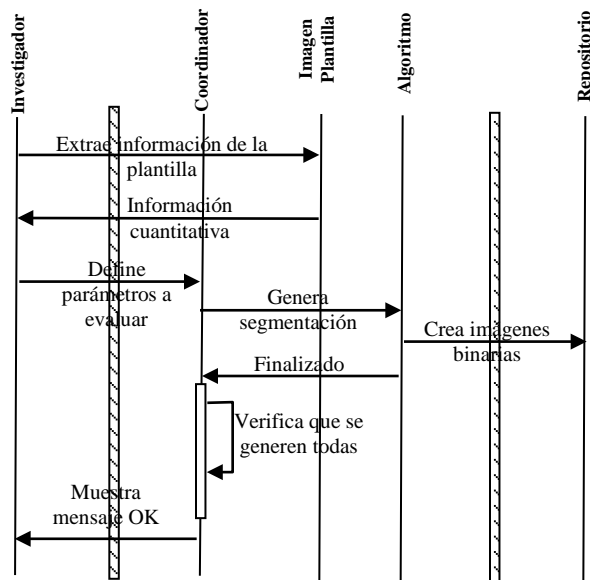 Investigador
Coordinador
Imagen
Plantilla
Algoritmo
Repositorio
Extrae información de la
plantilla
Información
cuantitativa
Define
parámetros a
evaluar
Genera
segmentación
Crea imágenes
binarias
Finalizado
Verifica que se
generen todas
Muestra
mensaje OK